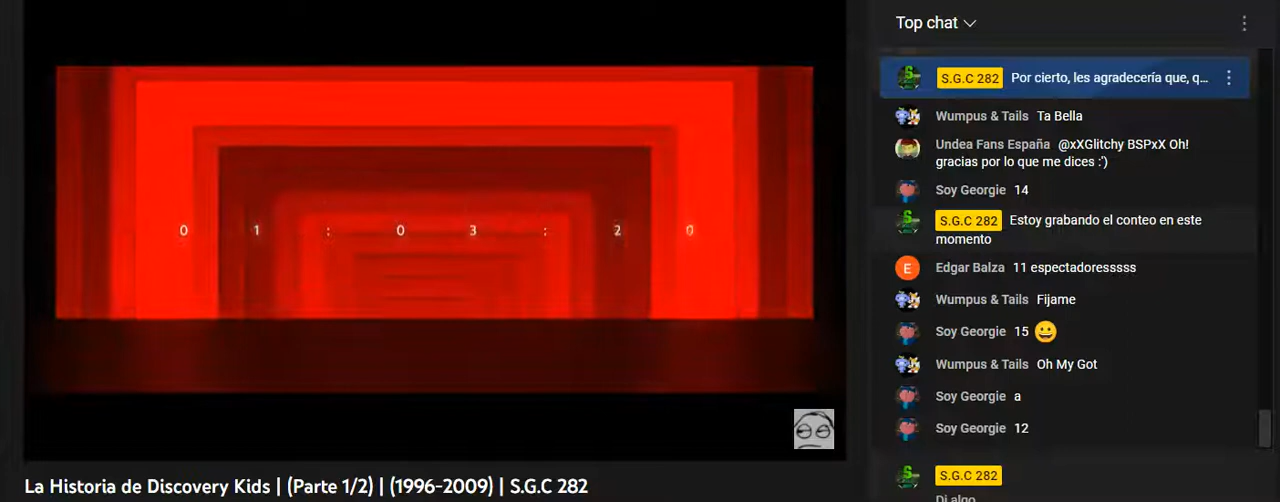 0 1 : 0 3 : 2 0
La Historia de Discovery Kids | (Parte 1/2) | (1996-2009) | S.G.C 282
Top chat
S.G.C 282 Por cierto, les agradecería que, q...
Wumpus & Tails Ta Bella
Undea Fans España @xXGlitchy BSPxX Oh!
gracias por lo que me dices :')
Soy Georgie 14
S.G.C 282 Estoy grabando el conteo en este
momento
E Edgar Balza 11 espectadoresssss
Wumpus & Tails Fijame
Soy Georgie 15 😀
Wumpus & Tails Oh My Got
Soy Georgie a
Soy Georgie 12
S.G.C 282
Di algo